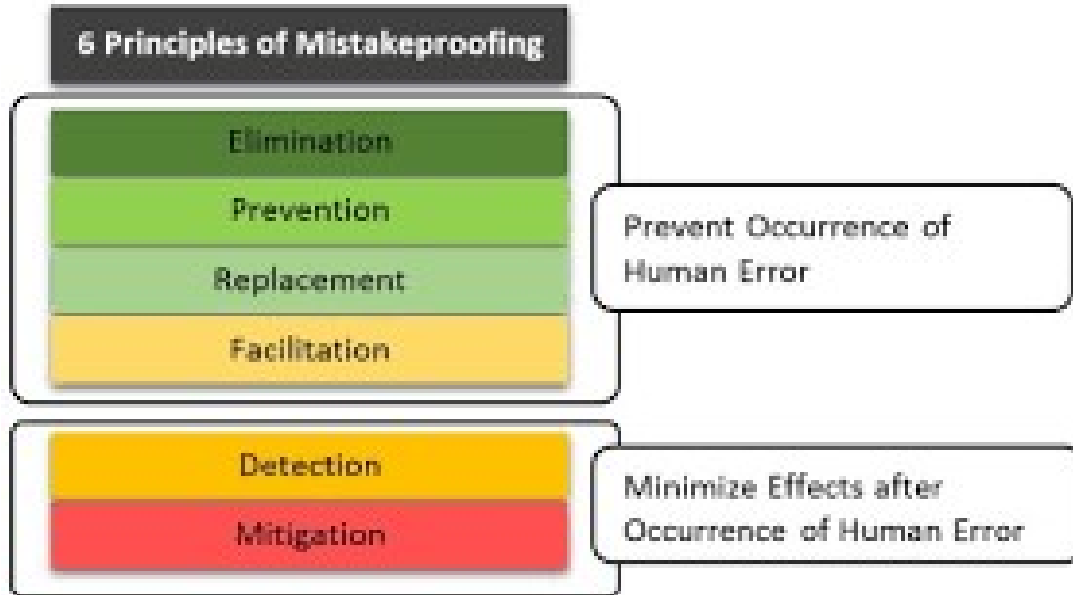 6 Principles of Mistakeproofing
Elimination
Prevention
Replacement
Facilitation
Prevent Occurrence of
Human Error
Detection
Mitigation
Minimize Effects after
Occurrence of Human Error